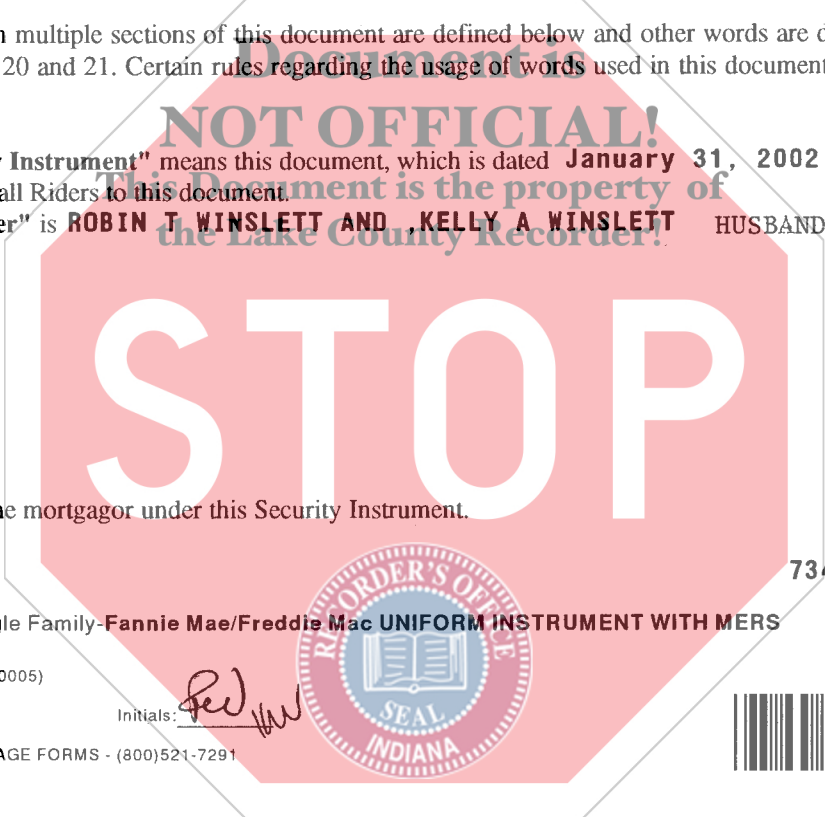 multiple sections of this document are defined below and other words are d
Document is
20 and 21. Certain rules regarding the usage of words used in this document
NOT OFFICIAL!
Instrument" means this document, which is dated January 31, 2002
all Riders to this document.
This Document is the property of
er" is ROBIN T WINSLETT AND ,KELLY A WINSLETT HUSBAND
the Lake County Recorder!
STOP
e mortgagor under this Security Instrument.
734
le Family-Fannie Mae/Freddie Mac UNIFORM INSTRUMENT WITH MERS
RECORDER'S OFFICE
0005)
SEAL
INDIANA
Initials:
AGE FORMS - (800)521-7291